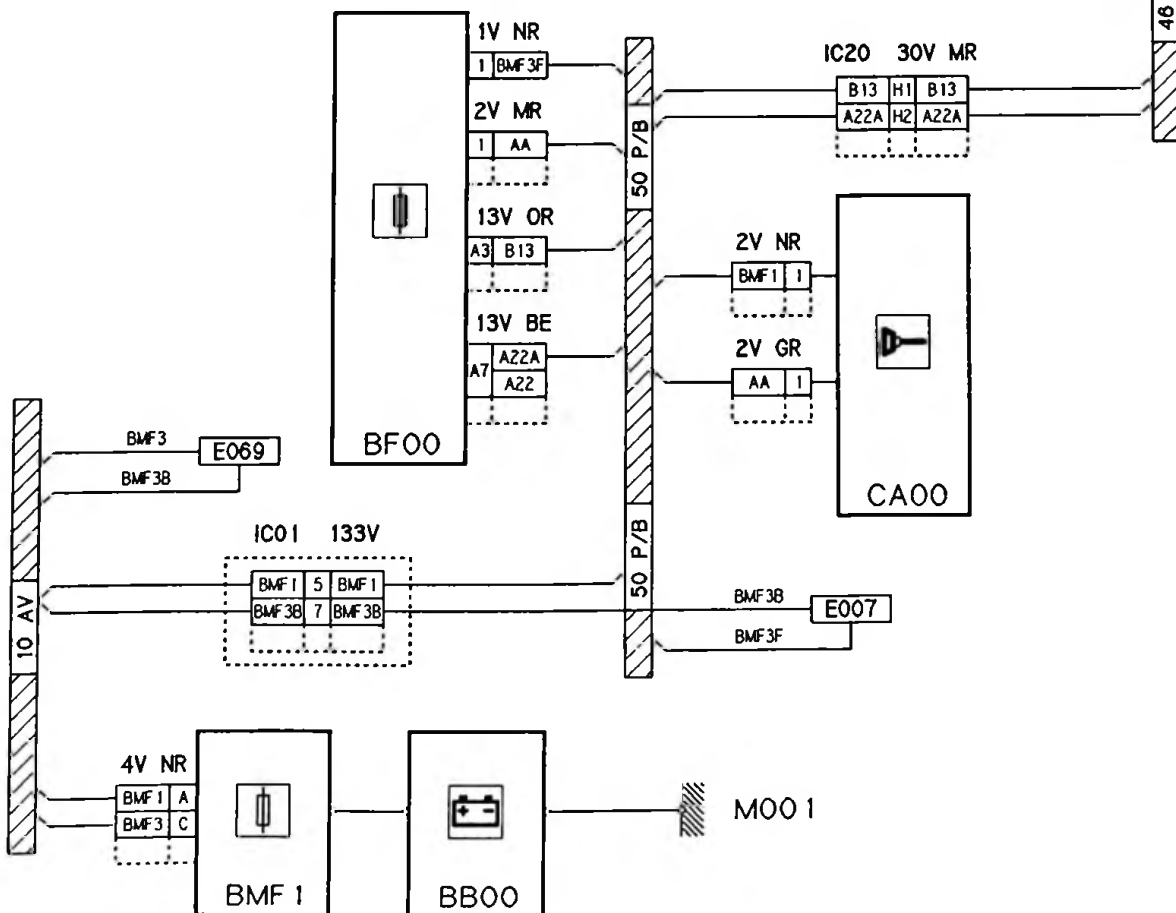 1V NR
1 BMF3F
2V MR
1 AA
13V OR
A3 B13
13V BE
A7 A22A
A22
BF00
50 P/B
50 P/B
IC20 30V MR
B13 H1 B13
A22A H2 A22A
46
2V NR
BMF1 1
2V GR
AA 1
CA00
BMF3
E069
BMF3B
10 AV
IC01 133V
BMF1 5 BMF1
BMF3B 7 BMF3B
BMF3B
E007
BMF3F
4V NR
BMF1 A
BMF3 C
BMF1
BB00
M001